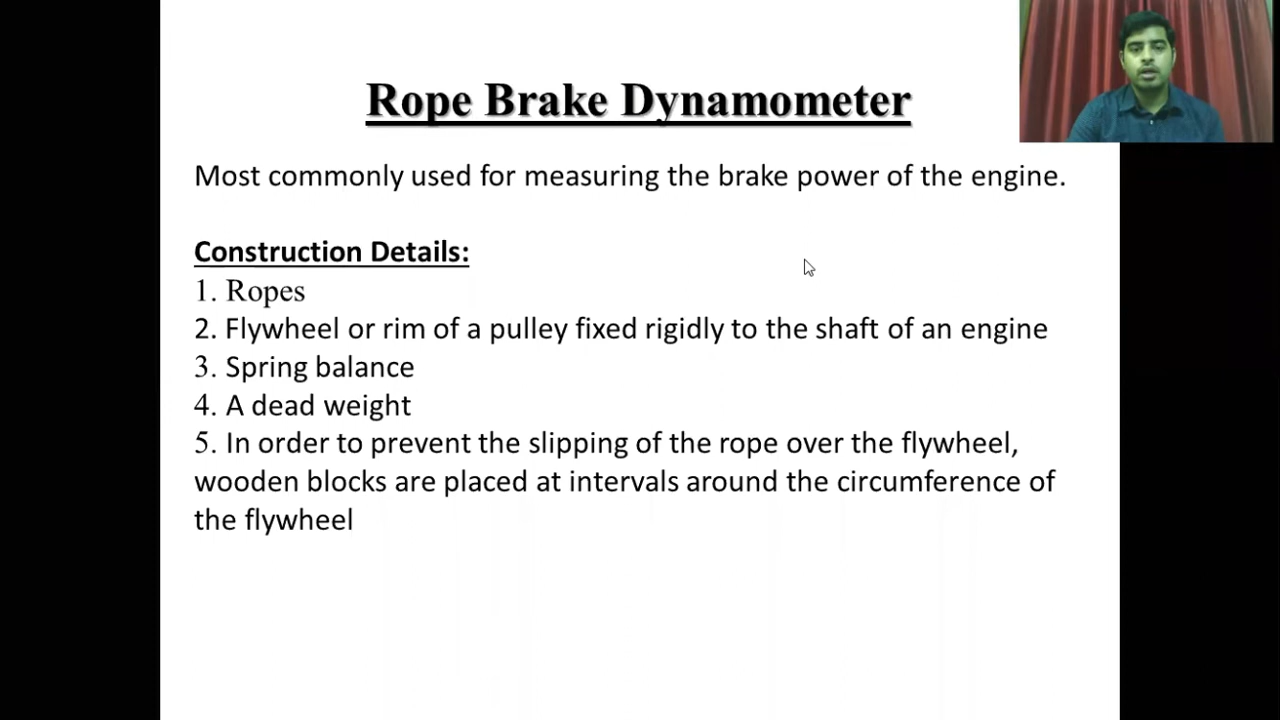 Rope Brake Dynamometer
Most commonly used for measuring the brake power of the engine.
Construction Details:
1. Ropes
2. Flywheel or rim of a pulley fixed rigidly to the shaft of an engine
3. Spring balance
4. A dead weight
5. In order to prevent the slipping of the rope over the flywheel,
wooden blocks are placed at intervals around the circumference of
the flywheel